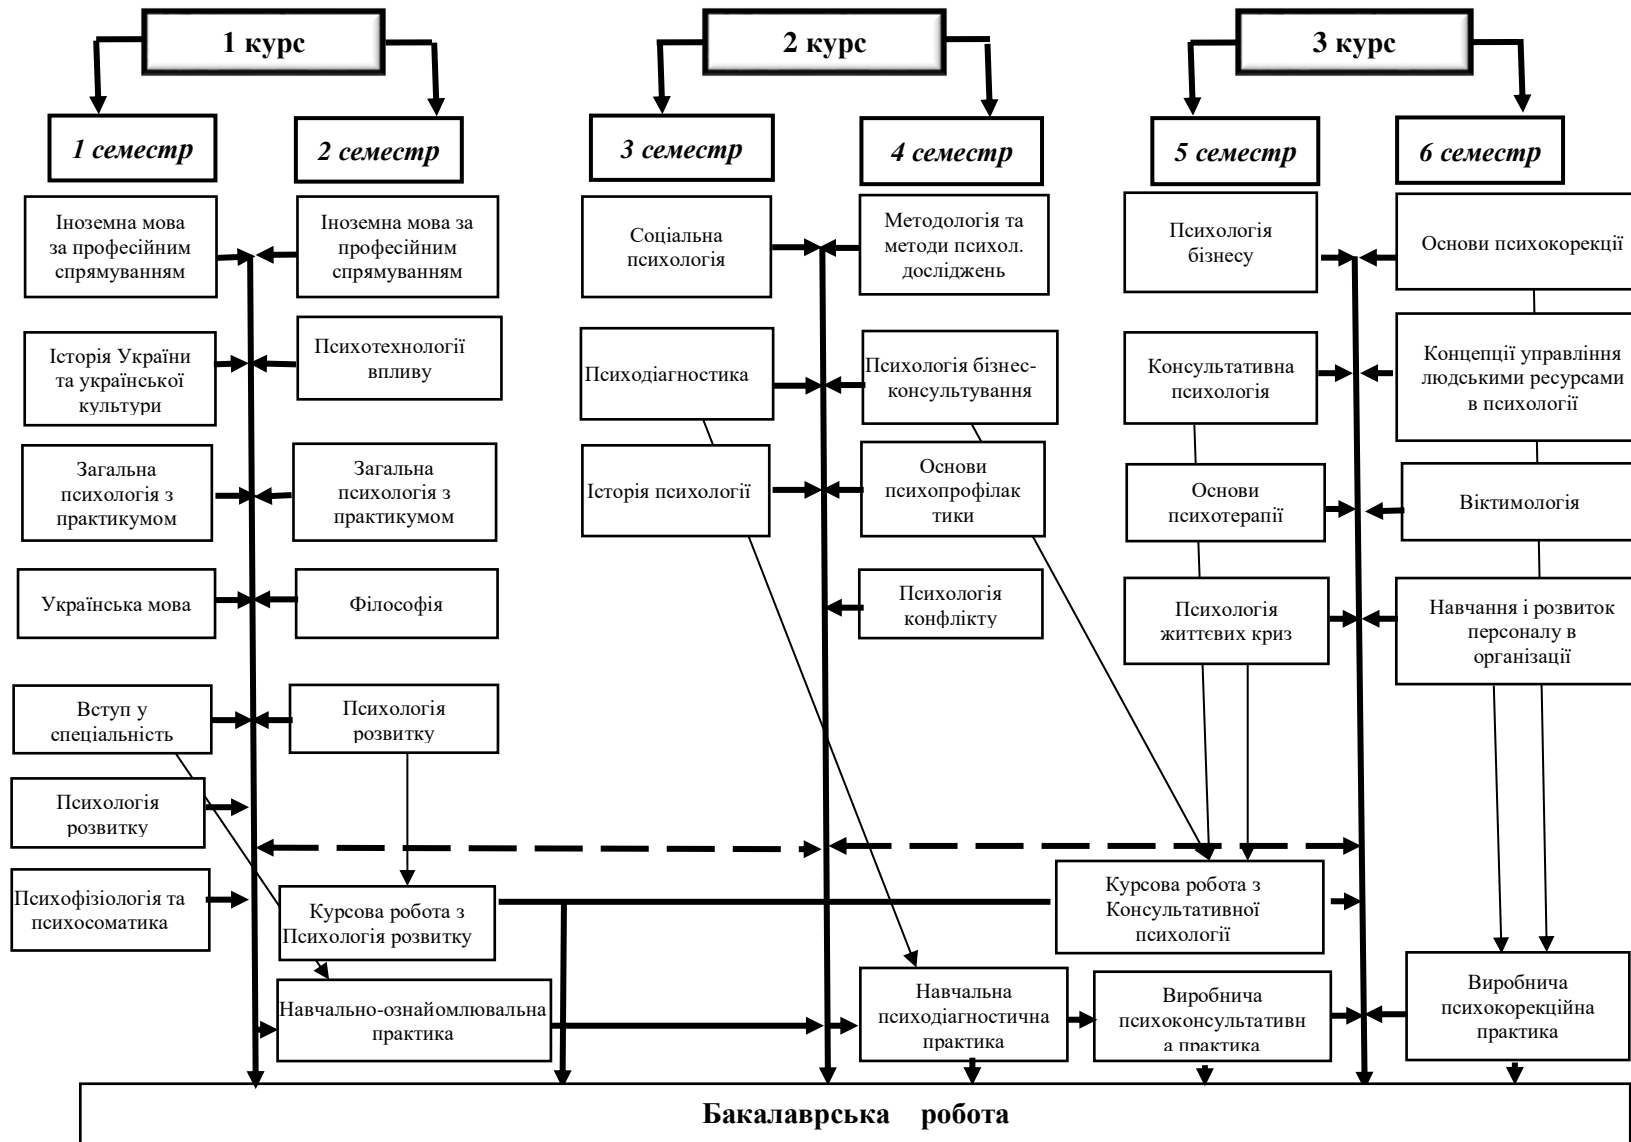 1 курс
2 курс
3 курс
1 семестр
2 семестр
3 семестр
4 семестр
5 семестр
6 семестр
Іноземна мова
за професійним
спрямуванням
Іноземна мова за
професійним
спрямуванням
Соціальна
психологія
Методологія та
методи психол.
досліджень
Психологія
бізнесу
Основи психокорекції
Історія України
та української
культури
Психотехнології
впливу
Психодіагностика
Психологія бізнес-
консультування
Консультативна
психологія
Концепції управління
людськими ресурсами
в психології
Загальна
психологія з
практикумом
Загальна
психологія з
практикумом
Історія психології
Основи
психопрофілак
тики
Основи
психотерапії
Віктимологія
Українська мова
Філософія
Психологія
конфлікту
Психологія
життєвих криз
Навчання і розвиток
персоналу в
організації
Вступ у
спеціальність
Психологія
розвитку
Психологія
розвитку
Психофізіологія та
психосоматика
Курсова робота з
Психологія розвитку
Курсова робота з
Консультативної
психології
Навчально-ознайомлювальна
практика
Навчальна
психодіагностична
практика
Виробнича
психоконсультативн
а практика
Виробнича
психокорекційна
практика
Бакалаврська робота